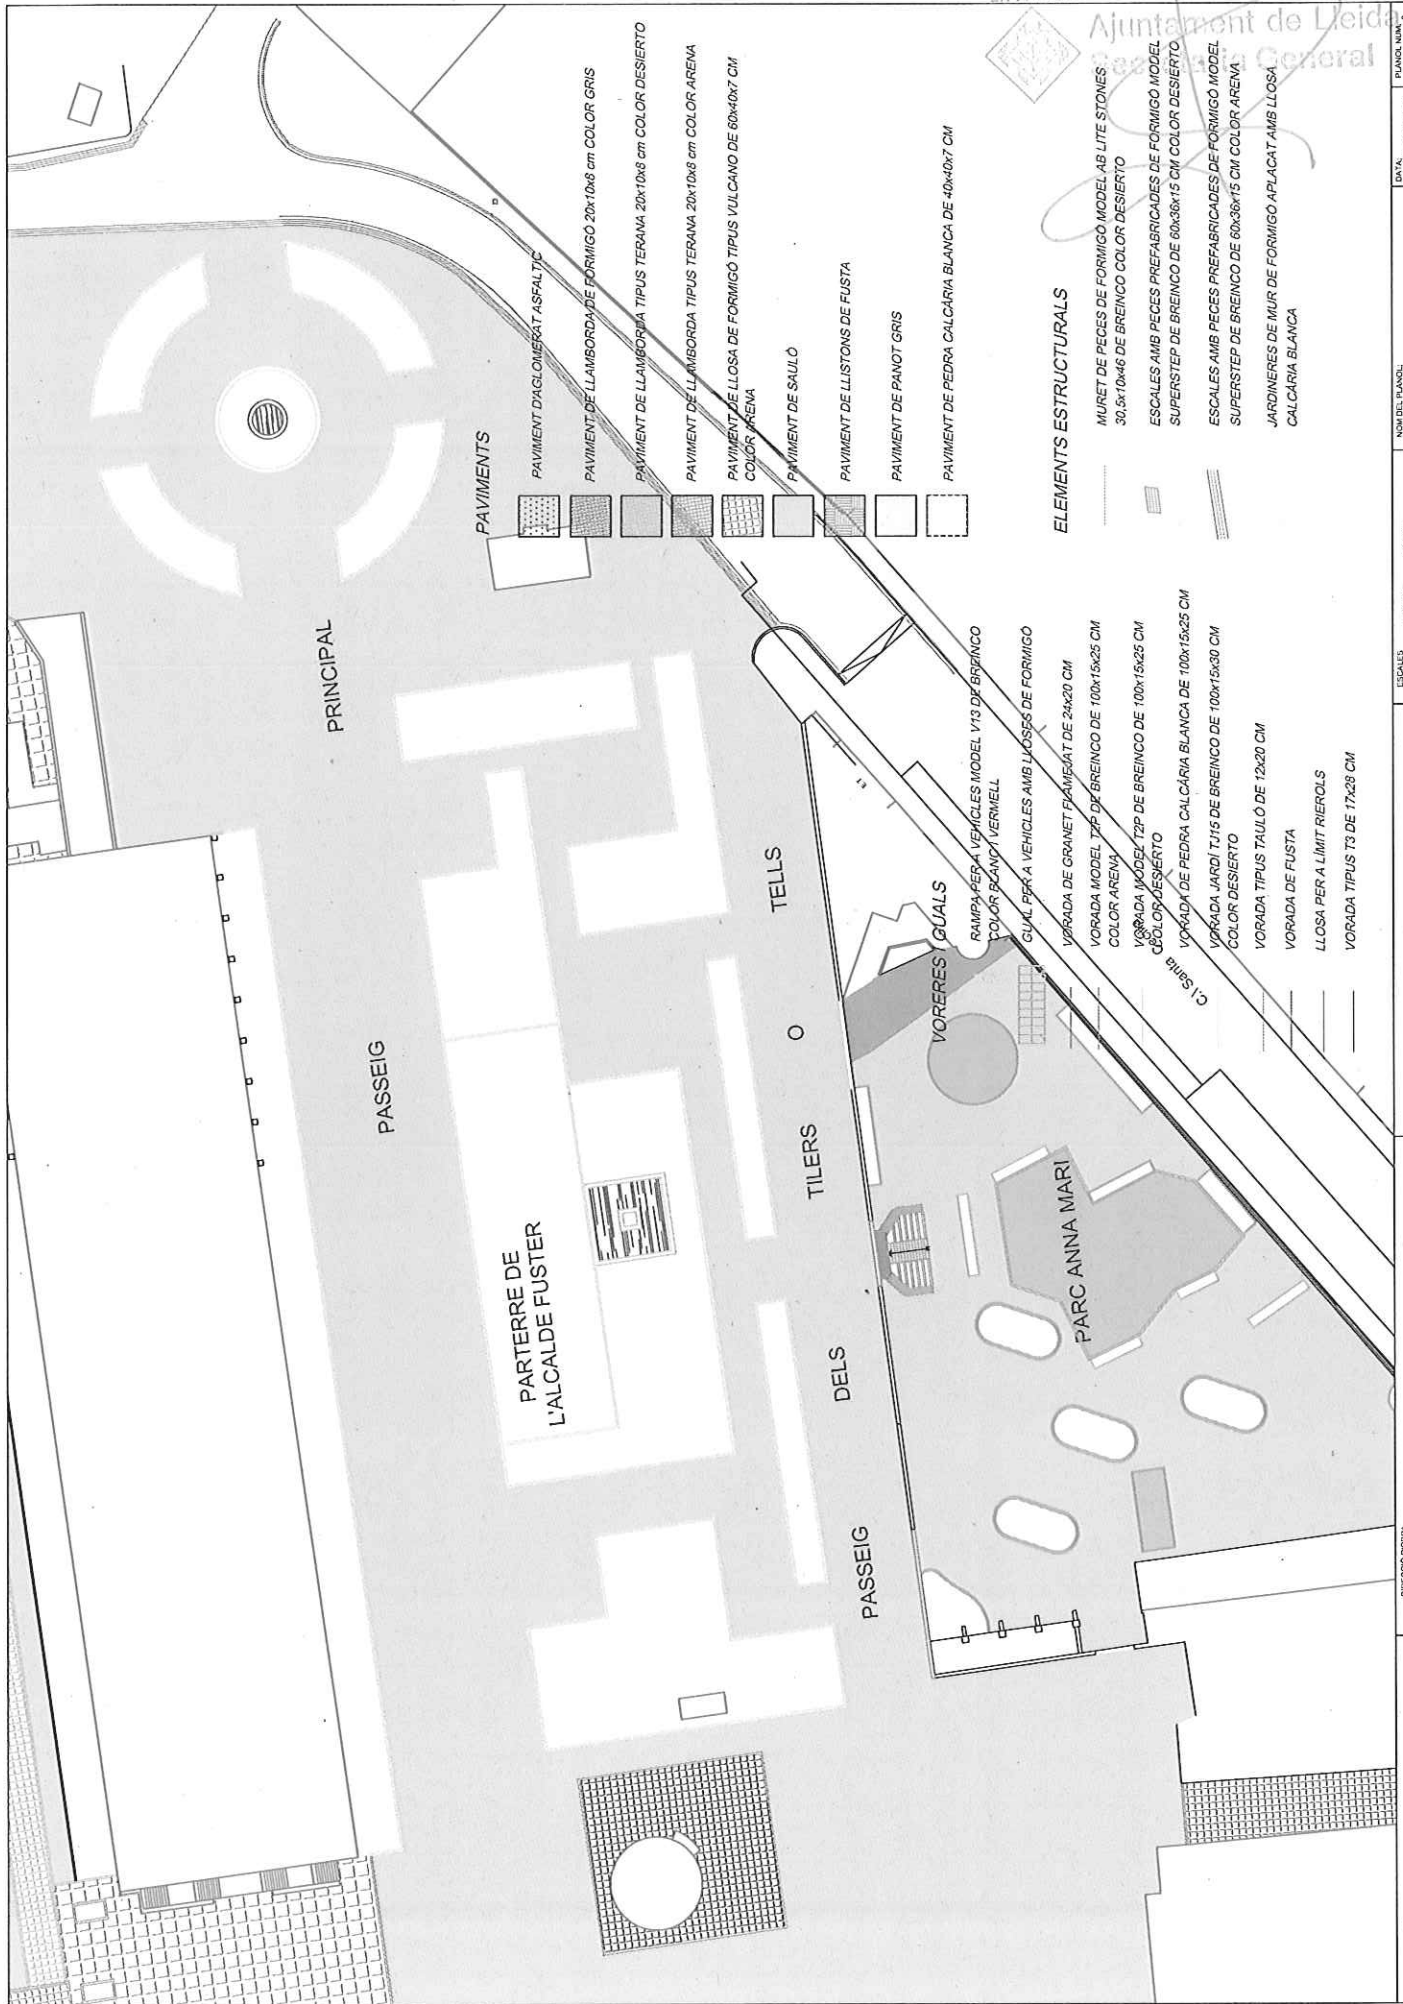 Ajuntament de Lleida
Secretaria General
PRINCIPAL
PASSEIG
PARTERRE DE
L'ALCALDE FUSTER
PASSEIG
DELS
TILERS
O
TELLS
PARC ANNA MARI
C.I Santa
PAVIMENTS
PAVIMENT D'AGLOMERAT ASFALTIC
PAVIMENT DE LLAMBORDA DE FORMIGÓ 20x10x8 cm COLOR GRIS
PAVIMENT DE LLAMBORDA TIPUS TERANA 20x10x8 cm COLOR DESIERTO
PAVIMENT DE LLAMBORDA TIPUS TERANA 20x10x8 cm COLOR ARENA
PAVIMENT DE LLOSA DE FORMIGÓ TIPUS VULCANO DE 60x40x7 CM
COLOR ARENA
PAVIMENT DE SAULÓ
PAVIMENT DE LLISTONS DE FUSTA
PAVIMENT DE PANOT GRIS
PAVIMENT DE PEDRA CALCÀRIA BLANCA DE 40x40x7 CM
ELEMENTS ESTRUCTURALS
MURET DE PECES DE FORMIGÓ MODEL AB LITE STONES
30,5x10x46 DE BREINCO COLOR DESIERTO
ESCALES AMB PECES PREFABRICADES DE FORMIGÓ MODEL
SUPERSTEP DE BREINCO DE 60x36x15 CM COLOR DESIERTO
ESCALES AMB PECES PREFABRICADES DE FORMIGÓ MODEL
SUPERSTEP DE BREINCO DE 60x36x15 CM COLOR ARENA
JARDINERES DE MUR DE FORMIGÓ APLACAT AMB LLOSA
CALCÀRIA BLANCA
VORERES I GUALS
RAMPA PER A VEHICLES MODEL V13 DE BREINCO
COLOR BLANC I VERMELL
GUAL PER A VEHICLES AMB LLOSES DE FORMIGÓ
VORADA DE GRANET FLAMEJAT DE 24x20 CM
VORADA MODEL T2P DE BREINCO DE 100x15x25 CM
COLOR ARENA
VORADA MODEL T2P DE BREINCO DE 100x15x25 CM
COLOR DESIERTO
VORADA DE PEDRA CALCÀRIA BLANCA DE 100x15x25 CM
VORADA JARDÍ TJ15 DE BREINCO DE 100x15x30 CM
COLOR DESIERTO
VORADA TIPUS TAULÓ DE 12x20 CM
VORADA DE FUSTA
LLOSA PER A LÍMIT RIEROLS
VORADA TIPUS T3 DE 17x28 CM
ESCALES
NOM DEL PLÀNOL:
DATA:
PLÀNOL NÚM.